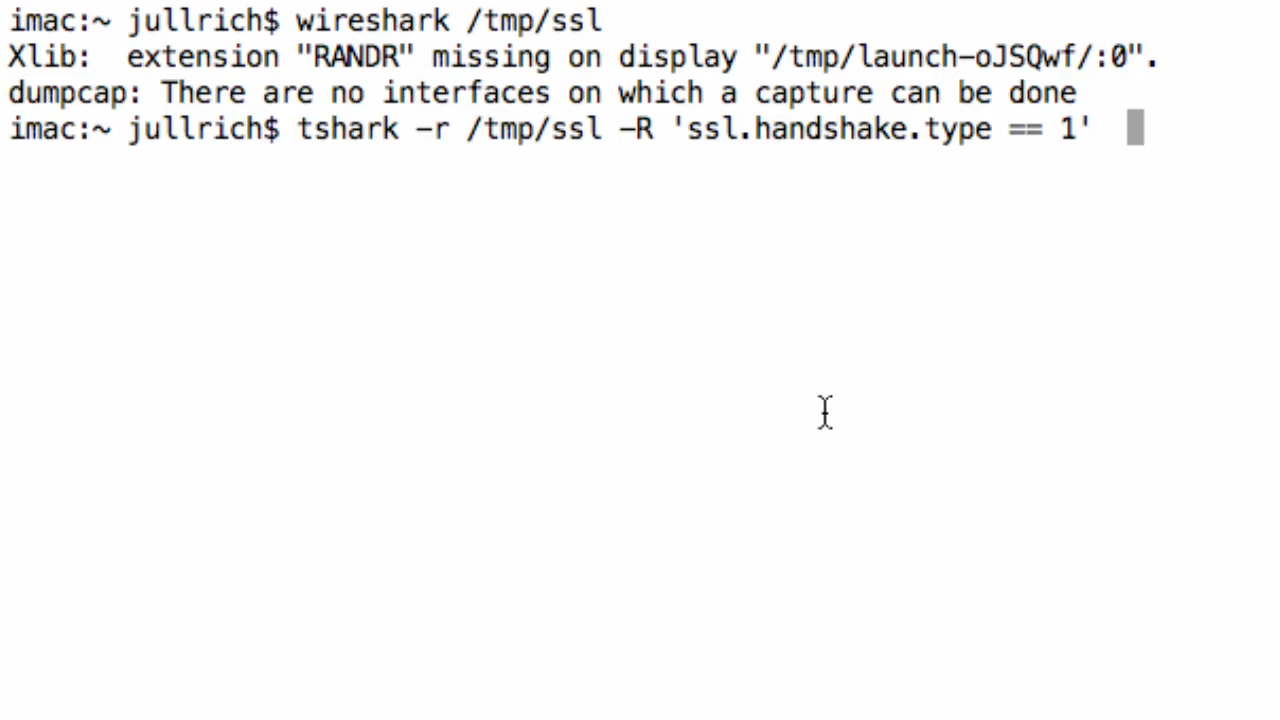 imac:~ jullrich$ wireshark /tmp/ssl
Xlib:  extension "RANDR" missing on display "/tmp/launch-oJSQwf/:0".
dumpcap: There are no interfaces on which a capture can be done
imac:~ jullrich$ tshark -r /tmp/ssl -R 'ssl.handshake.type == 1'